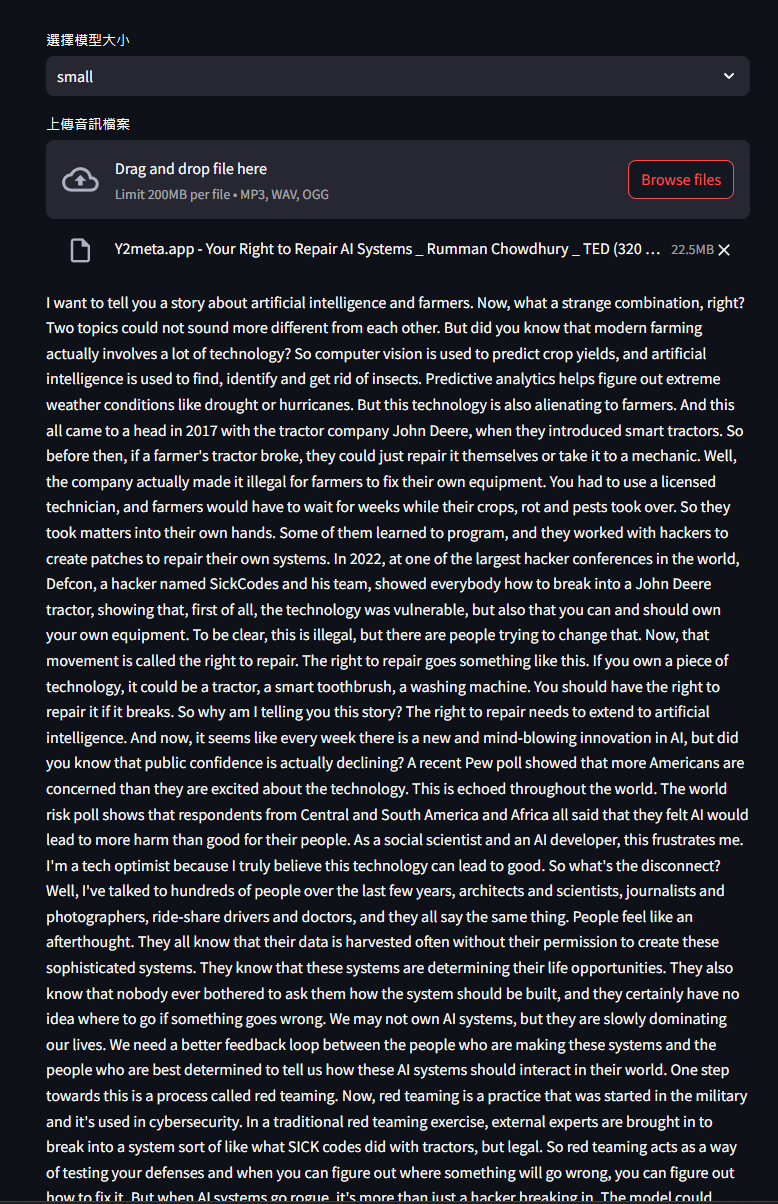 選擇模型大小
small
上傳音訊檔案
Drag and drop file here
Limit 200MB per file • MP3, WAV, OGG
Browse files
Y2meta.app - Your Right to Repair AI Systems _ Rumman Chowdhury _ TED (320 … 22.5MB
I want to tell you a story about artificial intelligence and farmers. Now, what a strange combination, right?
Two topics could not sound more different from each other. But did you know that modern farming
actually involves a lot of technology? So computer vision is used to predict crop yields, and artificial
intelligence is used to find, identify and get rid of insects. Predictive analytics helps figure out extreme
weather conditions like drought or hurricanes. But this technology is also alienating to farmers. And this
all came to a head in 2017 with the tractor company John Deere, when they introduced smart tractors. So
before then, if a farmer's tractor broke, they could just repair it themselves or take it to a mechanic. Well,
the company actually made it illegal for farmers to fix their own equipment. You had to use a licensed
technician, and farmers would have to wait for weeks while their crops, rot and pests took over. So they
took matters into their own hands. Some of them learned to program, and they worked with hackers to
create patches to repair their own systems. In 2022, at one of the largest hacker conferences in the world,
Defcon, a hacker named SickCodes and his team, showed everybody how to break into a John Deere
tractor, showing that, first of all, the technology was vulnerable, but also that you can and should own
your own equipment. To be clear, this is illegal, but there are people trying to change that. Now, that
movement is called the right to repair. The right to repair goes something like this. If you own a piece of
technology, it could be a tractor, a smart toothbrush, a washing machine. You should have the right to
repair it if it breaks. So why am I telling you this story? The right to repair needs to extend to artificial
intelligence. And now, it seems like every week there is a new and mind-blowing innovation in AI, but did
you know that public confidence is actually declining? A recent Pew poll showed that more Americans are
concerned than they are excited about the technology. This is echoed throughout the world. The world
risk poll shows that respondents from Central and South America and Africa all said that they felt AI would
lead to more harm than good for their people. As a social scientist and an AI developer, this frustrates me.
I'm a tech optimist because I truly believe this technology can lead to good. So what's the disconnect?
Well, I've talked to hundreds of people over the last few years, architects and scientists, journalists and
photographers, ride-share drivers and doctors, and they all say the same thing. People feel like an
afterthought. They all know that their data is harvested often without their permission to create these
sophisticated systems. They know that these systems are determining their life opportunities. They also
know that nobody ever bothered to ask them how the system should be built, and they certainly have no
idea where to go if something goes wrong. We may not own AI systems, but they are slowly dominating
our lives. We need a better feedback loop between the people who are making these systems and the
people who are best determined to tell us how these AI systems should interact in their world. One step
towards this is a process called red teaming. Now, red teaming is a practice that was started in the military
and it's used in cybersecurity. In a traditional red teaming exercise, external experts are brought in to
break into a system sort of like what SICK codes did with tractors, but legal. So red teaming acts as a way
of testing your defenses and when you can figure out where something will go wrong, you can figure out
how to fix it. But when AI systems go rogue, it's more than just a hacker breaking in. The model could